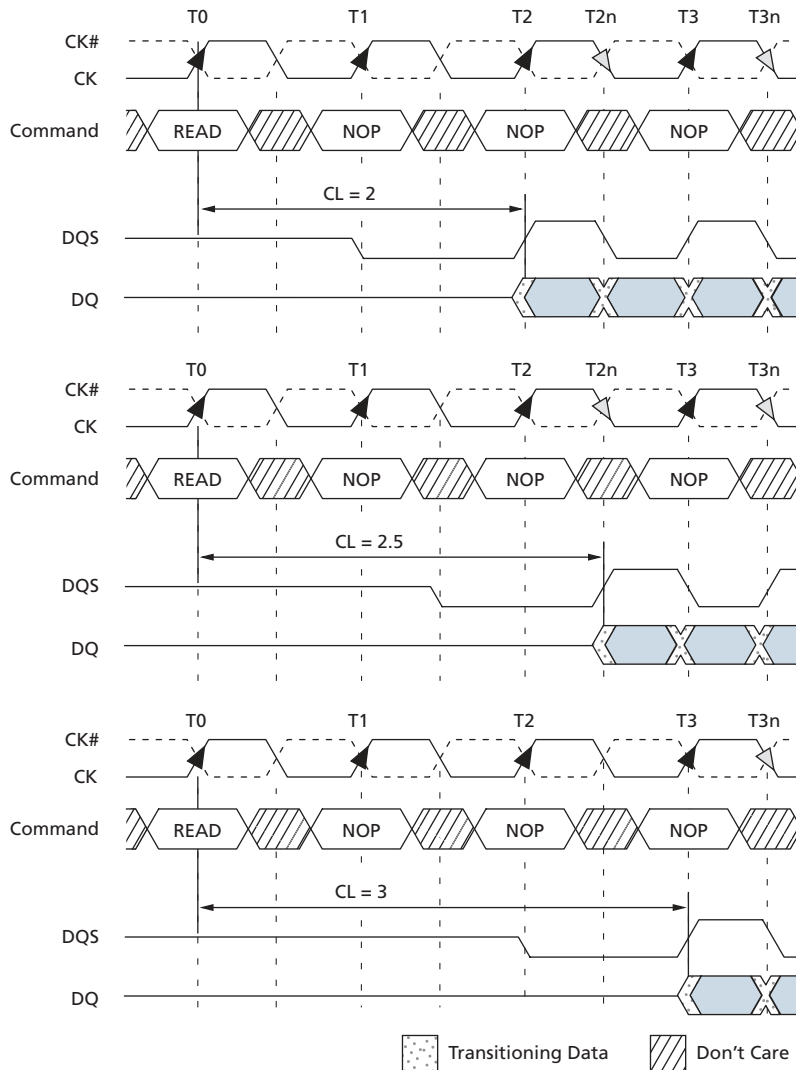 T0 T1 T2 T2n T3 T3n
CK#
CK
Command READ NOP NOP NOP
CL = 2
DQS
DQ
T0 T1 T2 T2n T3 T3n
CK#
CK
Command READ NOP NOP NOP
CL = 2.5
DQS
DQ
T0 T1 T2 T3 T3n
CK#
CK
Command READ NOP NOP NOP
CL = 3
DQS
DQ
Transitioning Data Don't Care